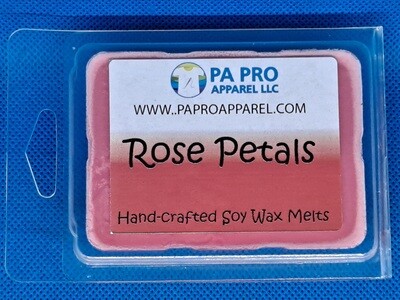 PA PRO
APPAREL LLC
WWW..PAPROAPPAREL.COM
Rose Petals
Hand-crafted Soy Wax Melts